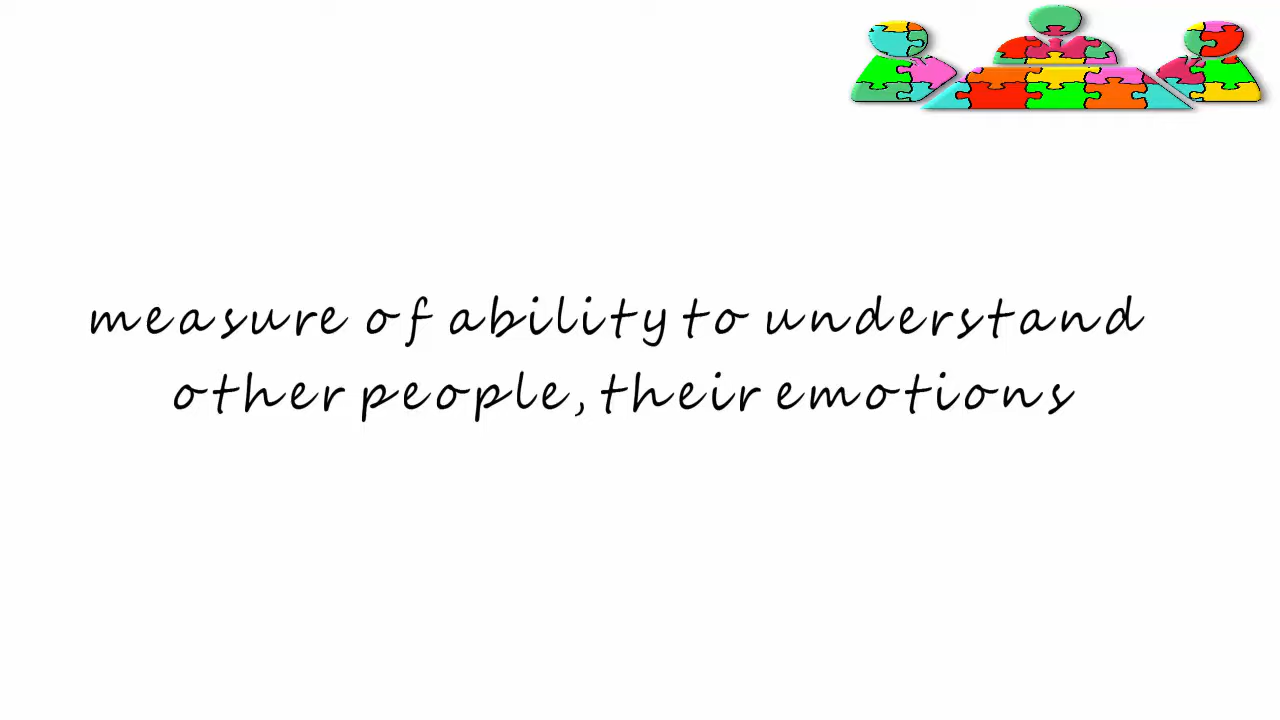 measure of ability to understand
other people, their emotions